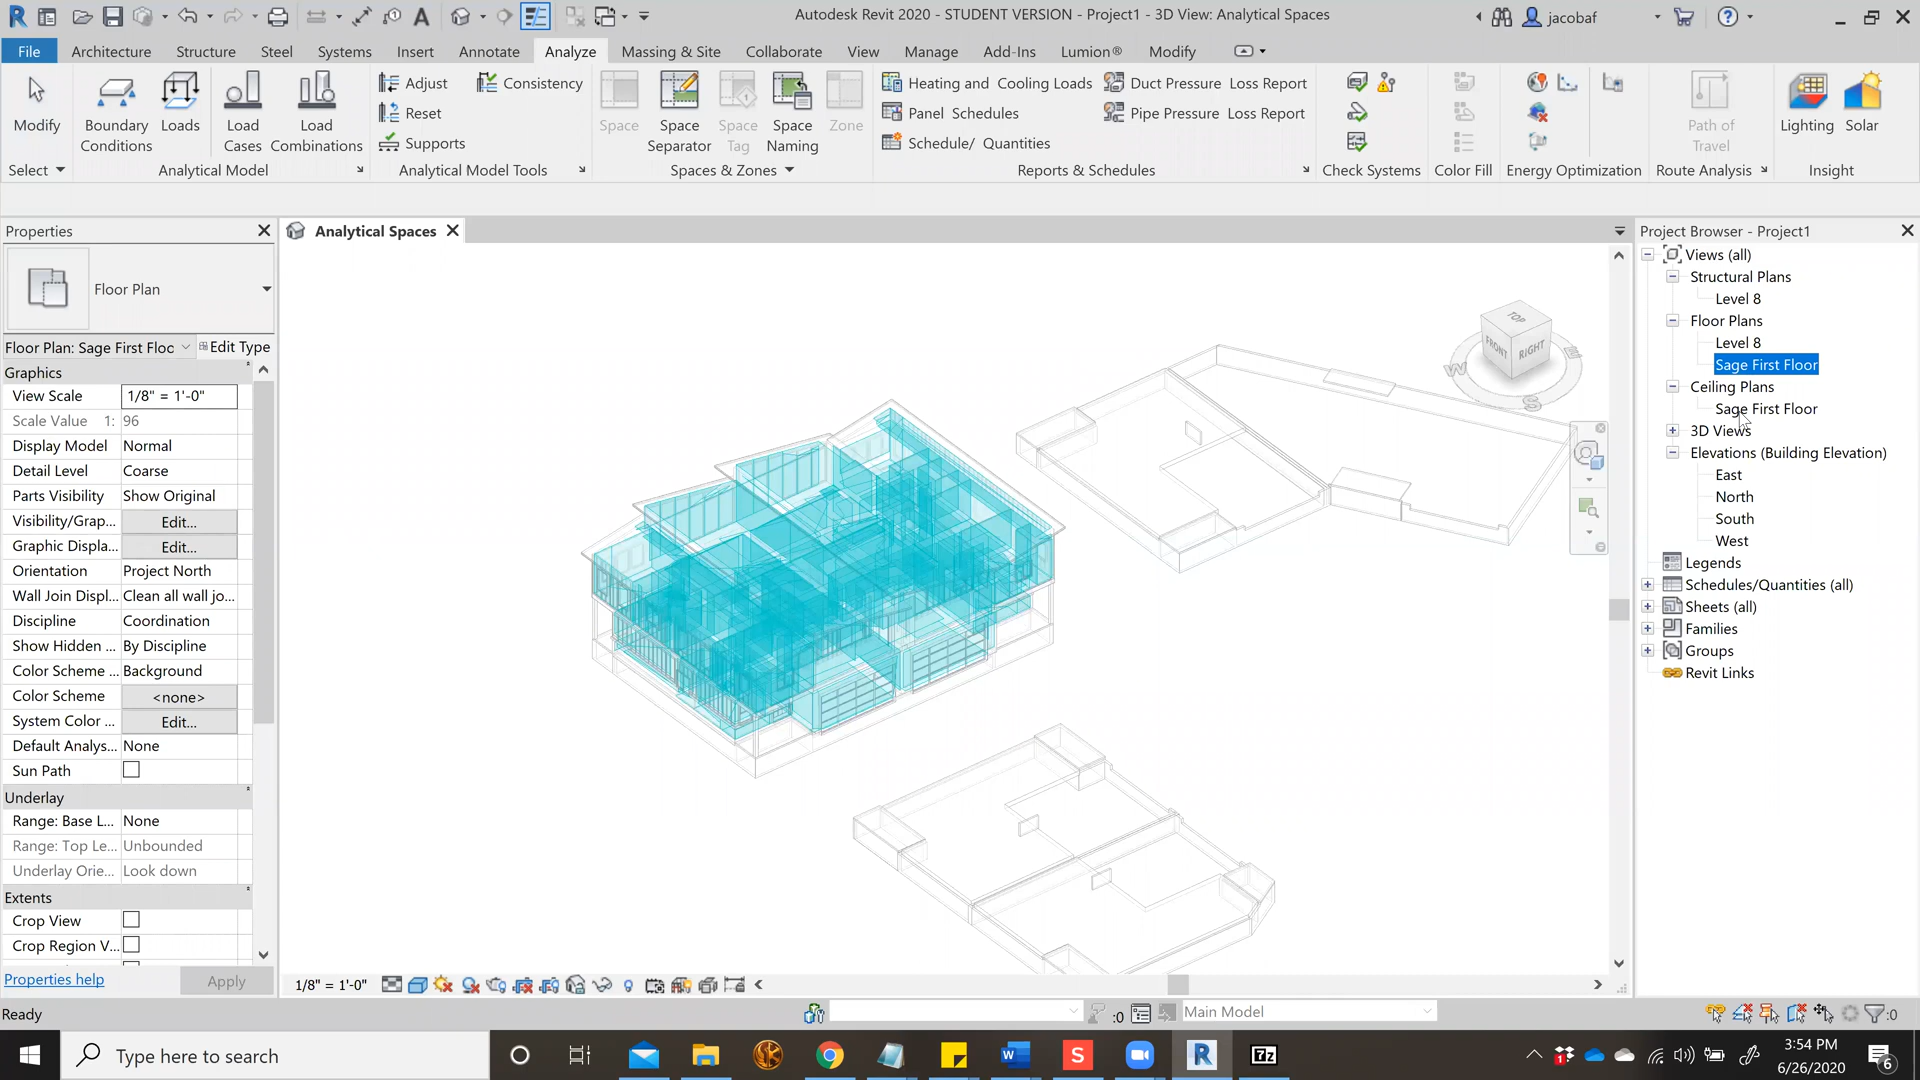 Autodesk Revit 2020 - STUDENT VERSION - Project1 - 3D View: Analytical Spaces
jacobaf
File
Architecture
Structure
Steel
Systems
Insert
Annotate
Analyze
Massing & Site
Collaborate
View
Manage
Add-Ins
Lumion®
Modify
Modify
Boundary
Conditions
Loads
Load
Cases
Load
Combinations
Adjust
Reset
Supports
Consistency
Space
Space
Separator
Space
Tag
Space
Naming
Zone
Heating and Cooling Loads
Panel Schedules
Schedule/ Quantities
Duct Pressure Loss Report
Pipe Pressure Loss Report
Path of
Travel
Lighting
Solar
Select
Analytical Model
Analytical Model Tools
Spaces & Zones
Reports & Schedules
Check Systems
Color Fill
Energy Optimization
Route Analysis
Insight
Properties
Floor Plan
Floor Plan: Sage First Floc
Edit Type
Graphics
View Scale 1/8" = 1'-0"
Scale Value 1: 96
Display Model Normal
Detail Level Coarse
Parts Visibility Show Original
Visibility/Grap... Edit...
Graphic Displa... Edit...
Orientation Project North
Wall Join Displ... Clean all wall jo...
Discipline Coordination
Show Hidden ... By Discipline
Color Scheme ... Background
Color Scheme <none>
System Color ... Edit...
Default Analys... None
Sun Path
Underlay
Range: Base L... None
Range: Top Le... Unbounded
Underlay Orie... Look down
Extents
Crop View
Crop Region V...
Properties help
Apply
Analytical Spaces
TOP
FRONT
RIGHT
W
S
E
1/8" = 1'-0"
Project Browser - Project1
Views (all)
Structural Plans
Level 8
Floor Plans
Level 8
Sage First Floor
Ceiling Plans
Sage First Floor
3D Views
Elevations (Building Elevation)
East
North
South
West
Legends
Schedules/Quantities (all)
Sheets (all)
Families
Groups
Revit Links
Ready
:0
Main Model
:0
Type here to search
3:54 PM
6/26/2020
6